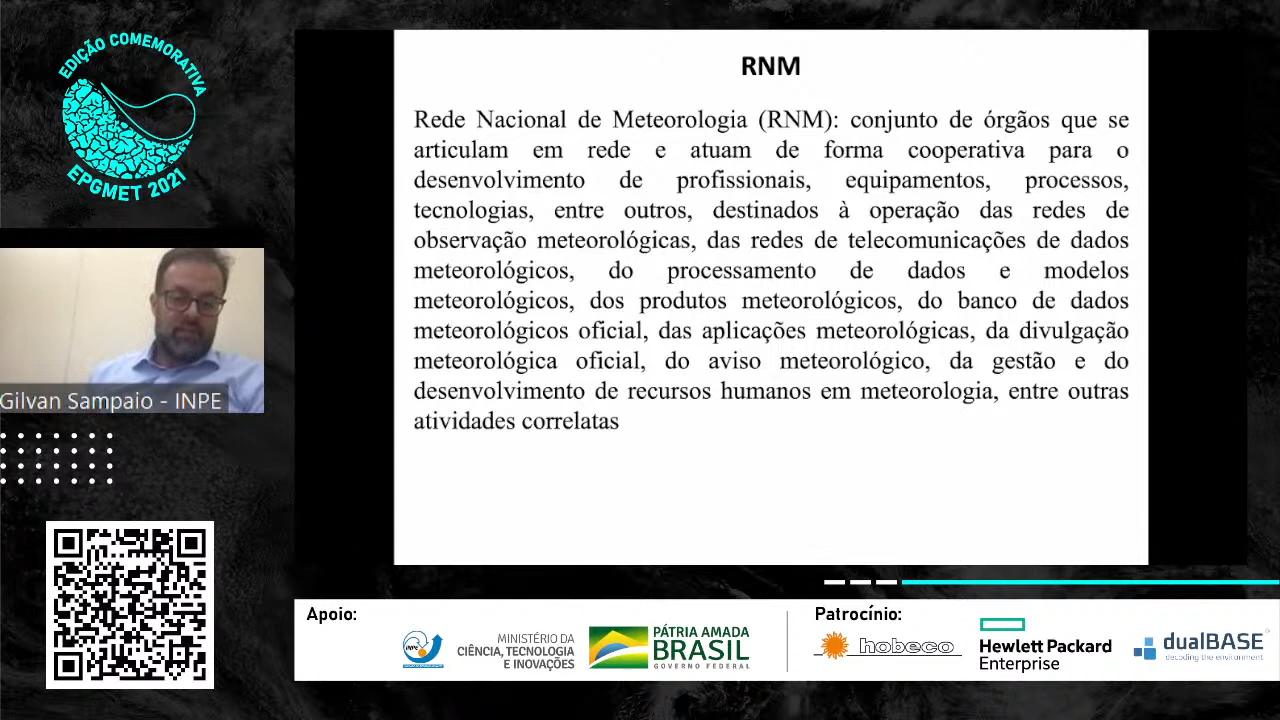 EDIÇÃO COMEMORATIVA
EPGMET 2021
RNM
Rede Nacional de Meteorologia (RNM): conjunto de órgãos que se
articulam em rede e atuam de forma cooperativa para o
desenvolvimento de profissionais, equipamentos, processos,
tecnologias, entre outros, destinados à operação das redes de
observação meteorológicas, das redes de telecomunicações de dados
meteorológicos, do processamento de dados e modelos
meteorológicos, dos produtos meteorológicos, do banco de dados
meteorológicos oficial, das aplicações meteorológicas, da divulgação
meteorológica oficial, do aviso meteorológico, da gestão e do
desenvolvimento de recursos humanos em meteorologia, entre outras
atividades correlatas
Gilvan Sampaio - INPE
Apoio:
INPE
MINISTÉRIO DA
CIÊNCIA, TECNOLOGIA
E INOVAÇÕES
PÁTRIA AMADA
BRASIL
GOVERNO FEDERAL
Patrocínio:
hobeco
Hewlett Packard
Enterprise
dualBASE
decoding the environment